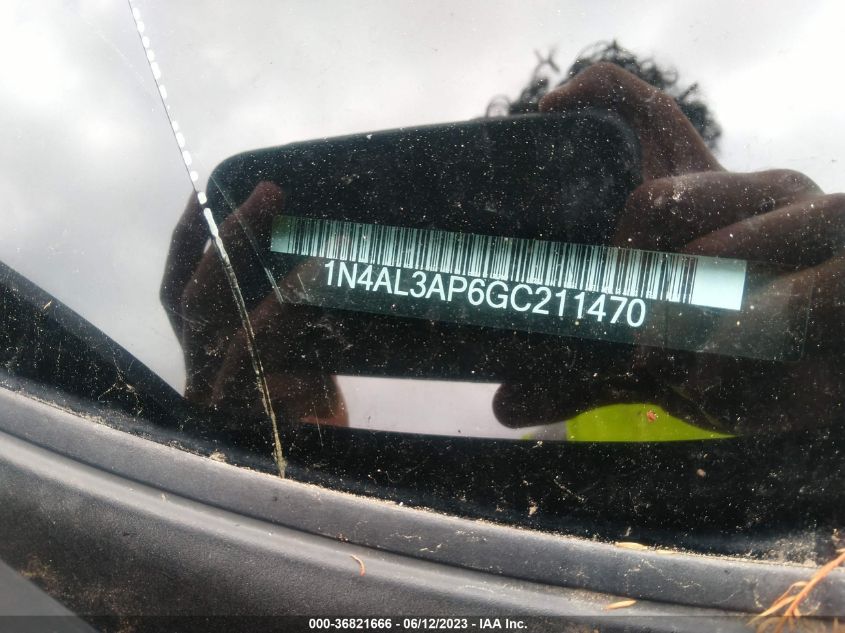 1N4AL3AP6GC211470
000-36821666 - 06/12/2023 - IAA Inc.